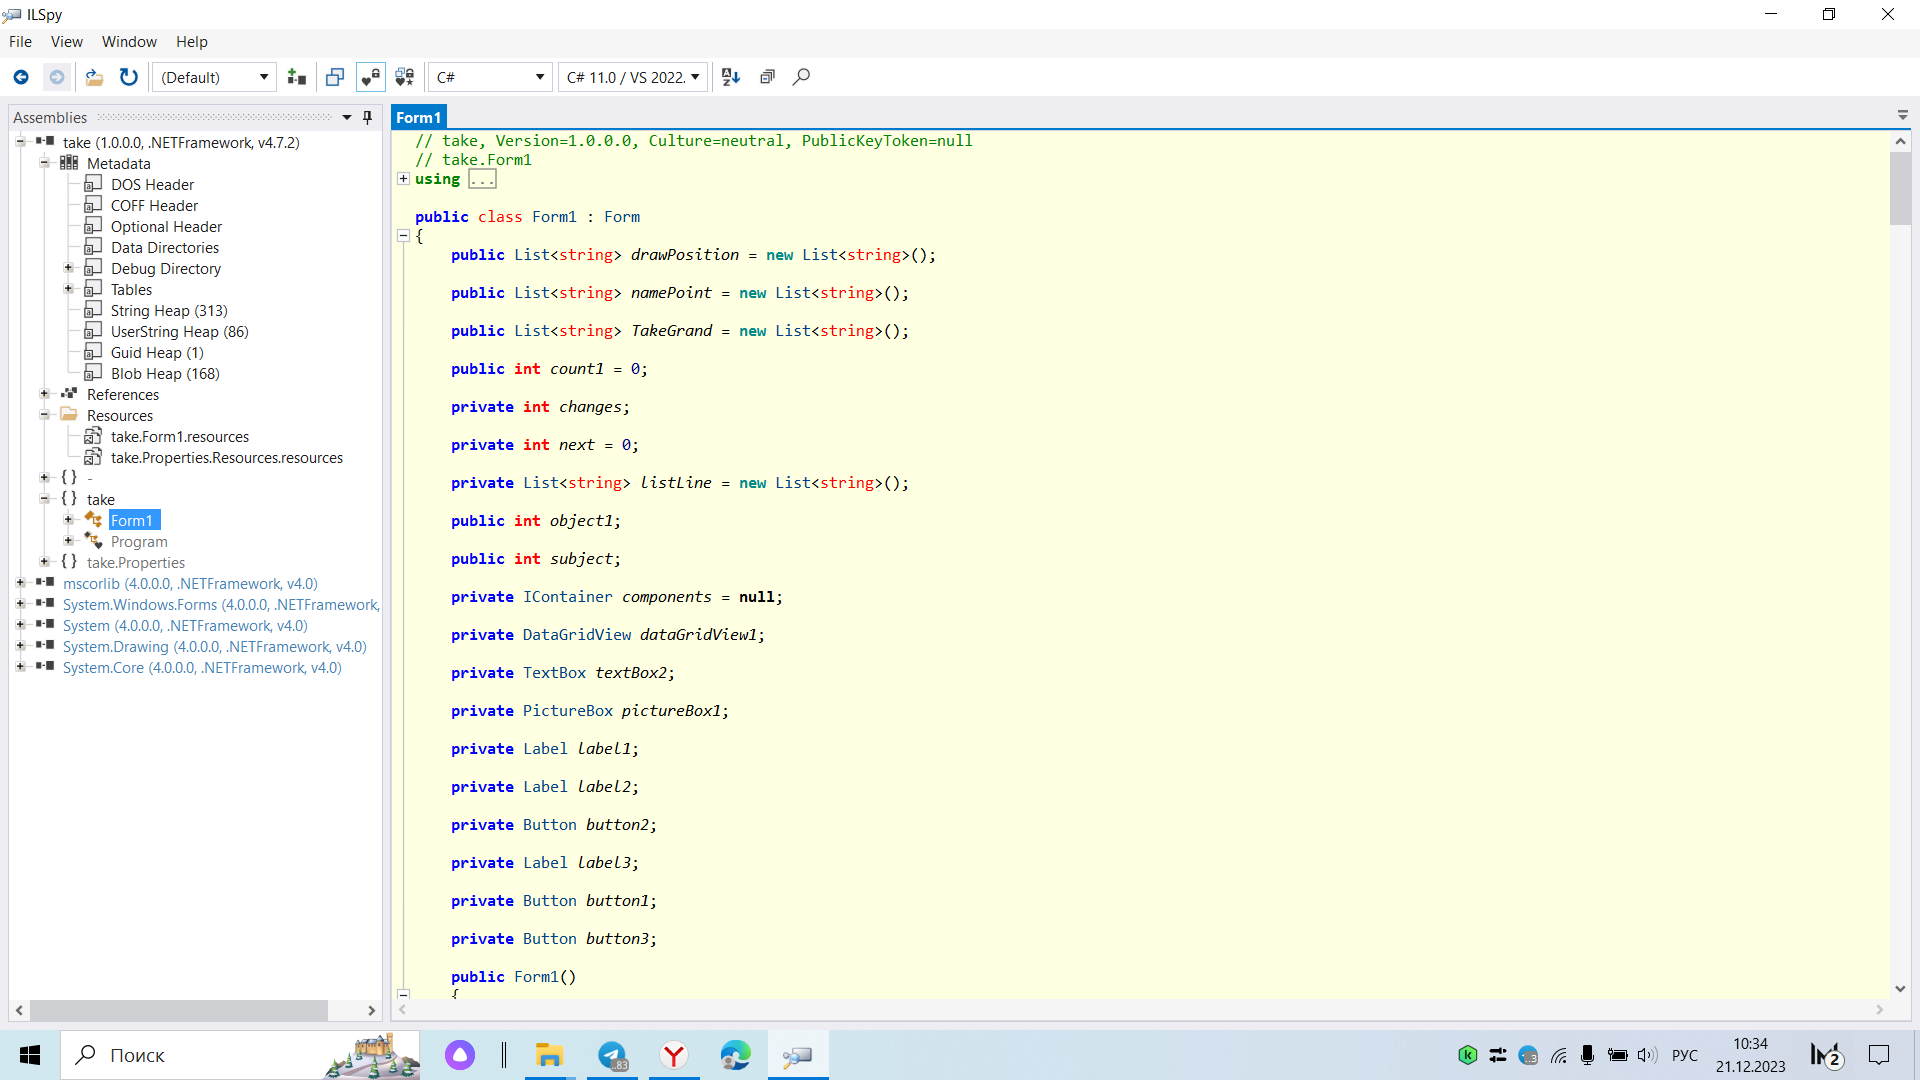 ILSpy
File View Window Help
(Default) C# C# 11.0 / VS 2022.
Assemblies
take (1.0.0.0, .NETFramework, v4.7.2)
Metadata
DOS Header
COFF Header
Optional Header
Data Directories
Debug Directory
Tables
String Heap (313)
UserString Heap (86)
Guid Heap (1)
Blob Heap (168)
References
Resources
take.Form1.resources
take.Properties.Resources.resources
{ } -
{ } take
Form1
Program
{ } take.Properties
mscorlib (4.0.0.0, .NETFramework, v4.0)
System.Windows.Forms (4.0.0.0, .NETFramework,
System (4.0.0.0, .NETFramework, v4.0)
System.Drawing (4.0.0.0, .NETFramework, v4.0)
System.Core (4.0.0.0, .NETFramework, v4.0)
Form1
// take, Version=1.0.0.0, Culture=neutral, PublicKeyToken=null
// take.Form1
using ...
public class Form1 : Form
{
public List<string> drawPosition = new List<string>();
public List<string> namePoint = new List<string>();
public List<string> TakeGrand = new List<string>();
public int count1 = 0;
private int changes;
private int next = 0;
private List<string> listLine = new List<string>();
public int object1;
public int subject;
private IContainer components = null;
private DataGridView dataGridView1;
private TextBox textBox2;
private PictureBox pictureBox1;
private Label label1;
private Label label2;
private Button button2;
private Label label3;
private Button button1;
private Button button3;
public Form1()
{
Поиск
83
..3
РУС
10:34
21.12.2023
2